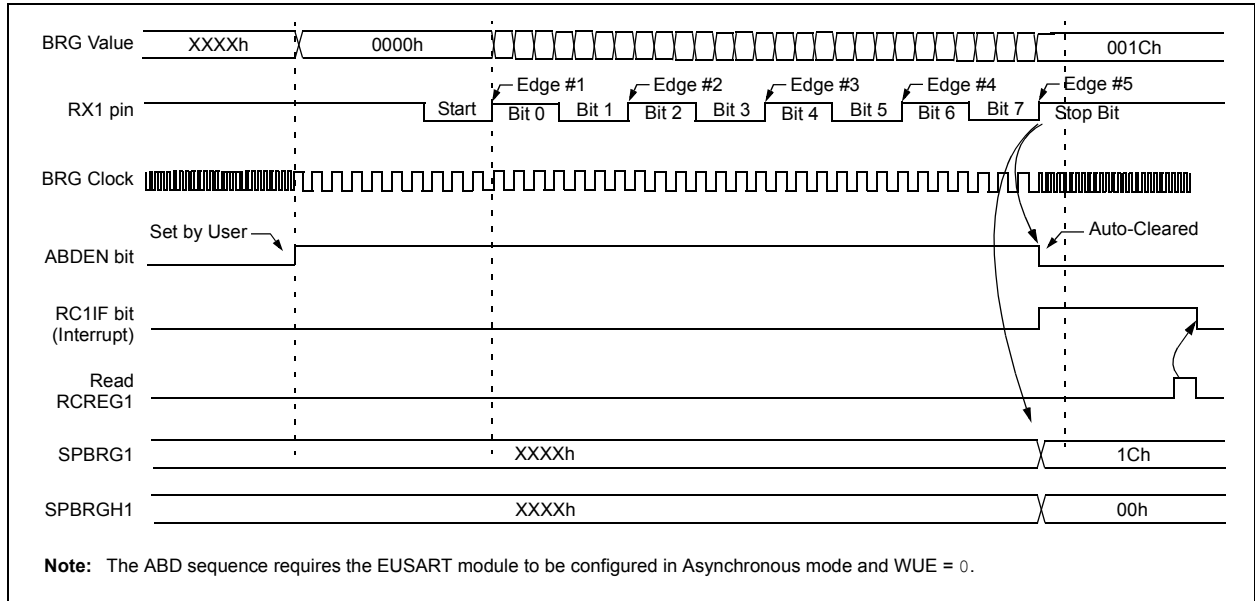 BRG Value XXXXh 0000h 001Ch
Edge #1 Edge #2 Edge #3 Edge #4 Edge #5
RX1 pin Start Bit 0 Bit 1 Bit 2 Bit 3 Bit 4 Bit 5 Bit 6 Bit 7 Stop Bit
BRG Clock
Set by User Auto-Cleared
ABDEN bit
RC1IF bit
(Interrupt)
Read
RCREG1
SPBRG1 XXXXh 1Ch
SPBRGH1 XXXXh 00h
Note: The ABD sequence requires the EUSART module to be configured in Asynchronous mode and WUE = 0.